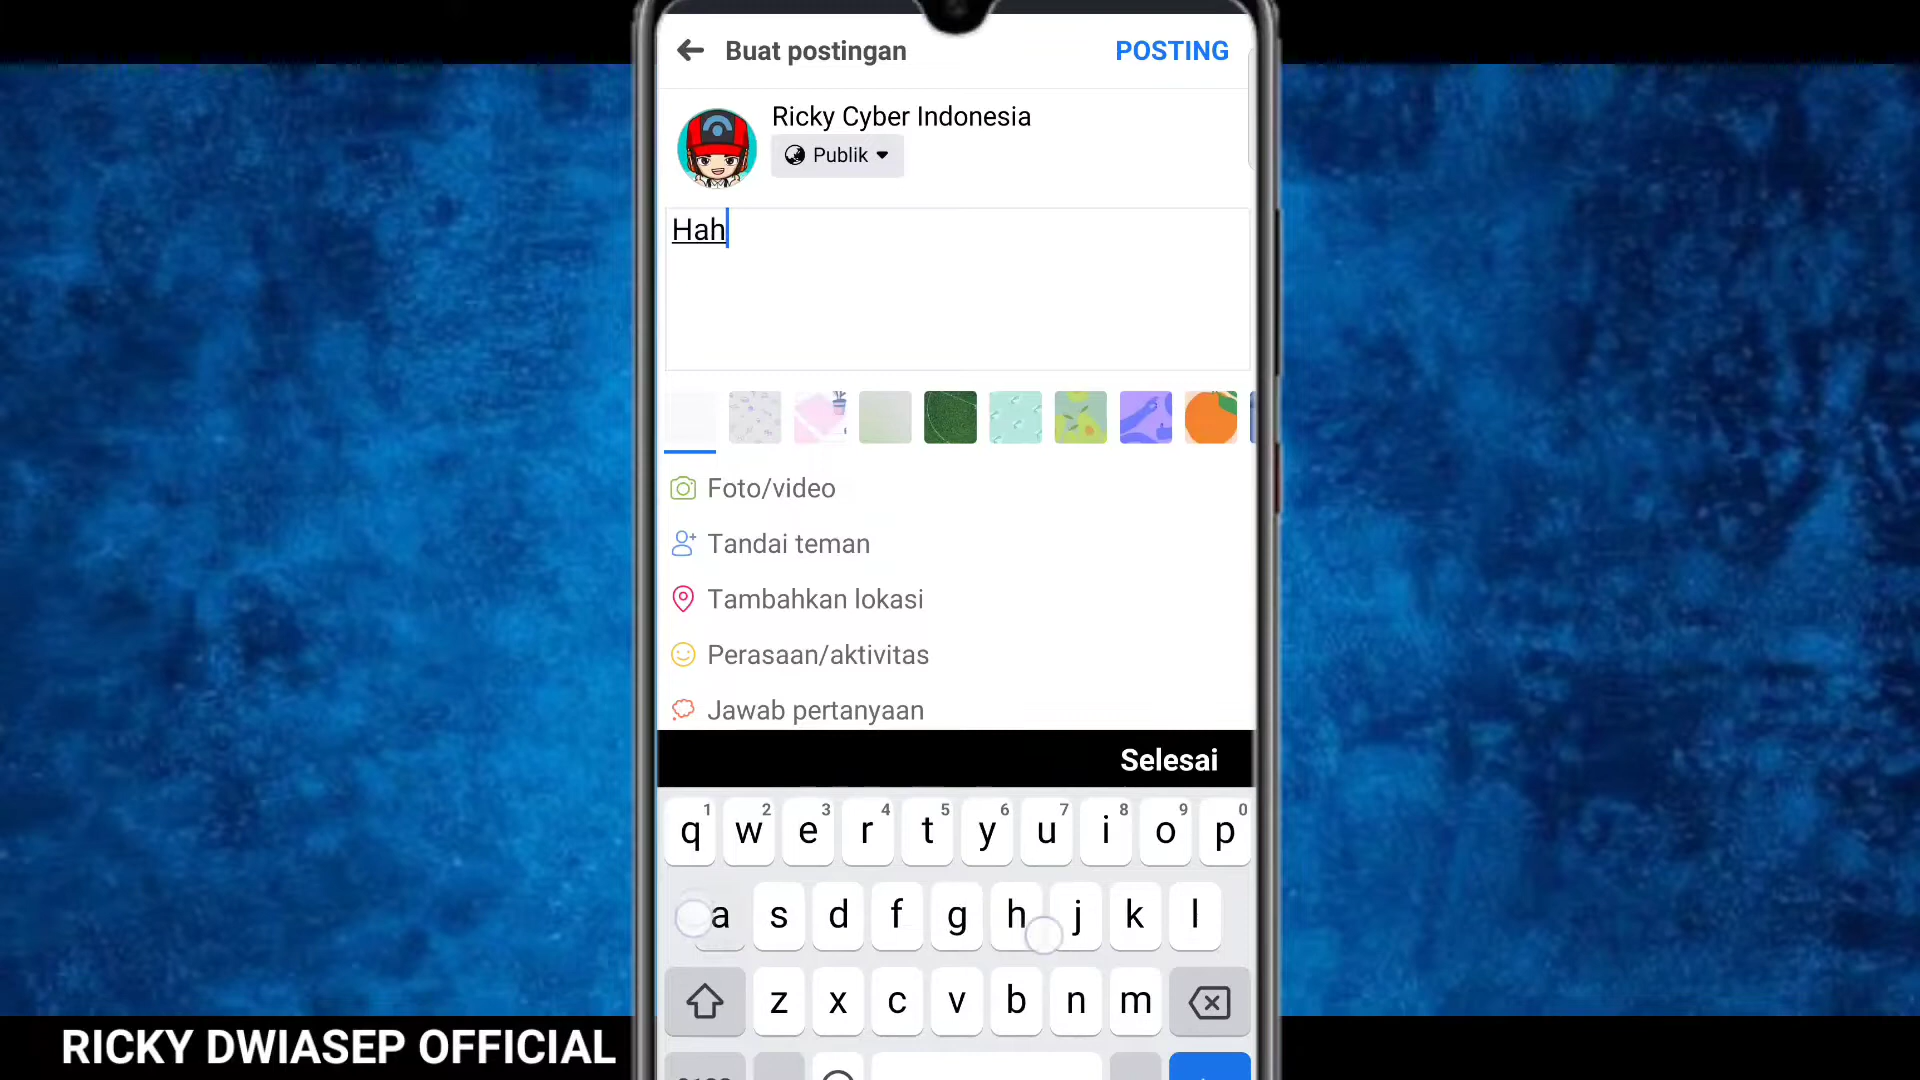 Buat postingan
POSTING
Ricky Cyber Indonesia
Publik
Hah
Foto/video
Tandai teman
Tambahkan lokasi
Perasaan/aktivitas
Jawab pertanyaan
Selesai
1 2 3 4 5 6 7 8 9 0
q w e r t y u i o p
a s d f g h j k l
z x c v b n m
RICKY DWIASEP OFFICIAL